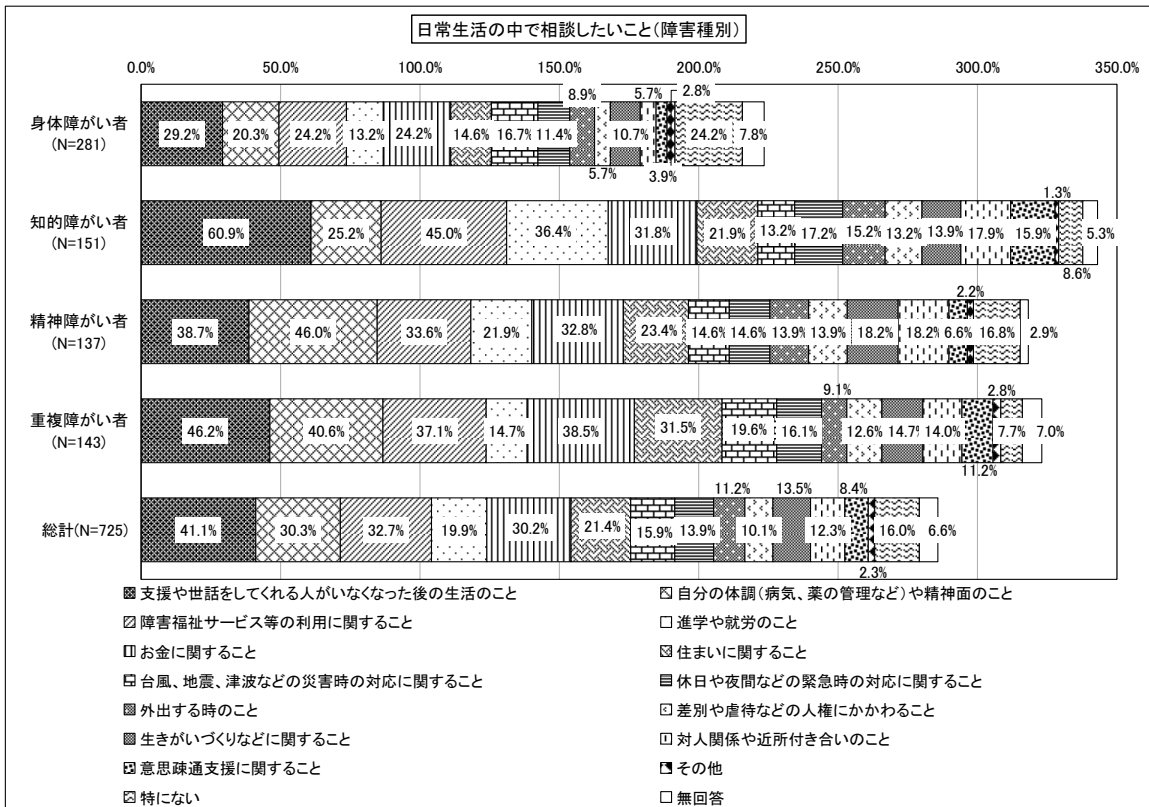 日常生活の中で相談したいこと(障害種別)
0.0% 50.0% 100.0% 150.0% 200.0% 250.0% 300.0% 350.0%
8.9% 5.7% 2.8%
身体障がい者
(N=281)
29.2% 20.3% 24.2% 13.2% 24.2% 14.6% 16.7% 11.4% 10.7% 24.2% 7.8%
5.7% 3.9%
1.3%
知的障がい者
(N=151)
60.9% 25.2% 45.0% 36.4% 31.8% 21.9% 13.2% 17.2% 15.2% 13.2% 13.9% 17.9% 15.9% 5.3%
8.6%
2.2%
精神障がい者
(N=137)
38.7% 46.0% 33.6% 21.9% 32.8% 23.4% 14.6% 14.6% 13.9% 13.9% 18.2% 18.2% 6.6% 16.8% 2.9%
9.1% 2.8%
重複障がい者
(N=143)
46.2% 40.6% 37.1% 14.7% 38.5% 31.5% 19.6% 16.1% 12.6% 14.7% 14.0% 7.7% 7.0%
11.2%
11.2% 13.5% 8.4%
総計(N=725)
41.1% 30.3% 32.7% 19.9% 30.2% 21.4% 15.9% 13.9% 10.1% 12.3% 16.0% 6.6%
2.3%
支援や世話をしてくれる人がいなくなった後の生活のこと
自分の体調(病気、薬の管理など)や精神面のこと
障害福祉サービス等の利用に関すること
進学や就労のこと
お金に関すること
住まいに関すること
台風、地震、津波などの災害時の対応に関すること
休日や夜間などの緊急時の対応に関すること
外出する時のこと
差別や虐待などの人権にかかわること
生きがいづくりなどに関すること
対人関係や近所付き合いのこと
意思疎通支援に関すること
その他
特にない
無回答